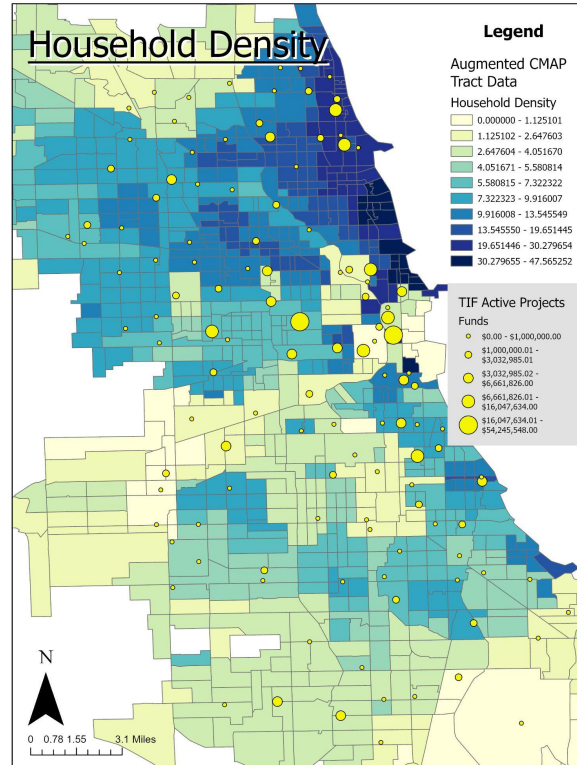 Household Density
Legend
Augmented CMAP
Tract Data
Household Density
0.000000 - 1.125101
1.125102 - 2.647603
2.647604 - 4.051670
4.051671 - 5.580814
5.580815 - 7.322322
7.322323 - 9.916007
9.916008 - 13.545549
13.545550 - 19.651445
19.651446 - 30.279654
30.279655 - 47.565252
TIF Active Projects
Funds
$0.00 - $1,000,000.00
$1,000,000.01 -
$3,032,985.01
$3,032,985.02 -
$6,661,826.00
$6,661,826.01 -
$16,047,634.00
$16,047,634.01 -
$54,245,548.00
N
0 0.78 1.55 3.1 Miles